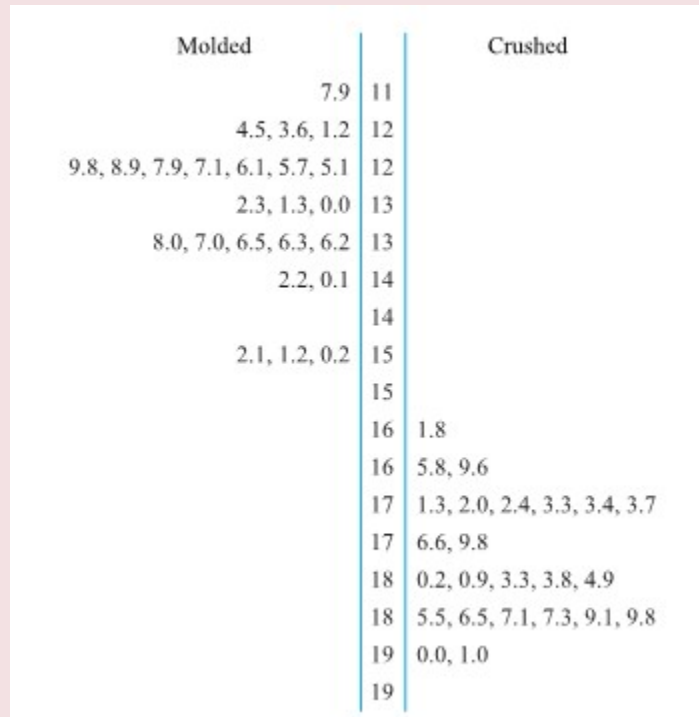 Molded Crushed
7.9 11
4.5, 3.6, 1.2 12
9.8, 8.9, 7.9, 7.1, 6.1, 5.7, 5.1 12
2.3, 1.3, 0.0 13
8.0, 7.0, 6.5, 6.3, 6.2 13
2.2, 0.1 14
14
2.1, 1.2, 0.2 15
15
16 1.8
16 5.8, 9.6
17 1.3, 2.0, 2.4, 3.3, 3.4, 3.7
17 6.6, 9.8
18 0.2, 0.9, 3.3, 3.8, 4.9
18 5.5, 6.5, 7.1, 7.3, 9.1, 9.8
19 0.0, 1.0
19